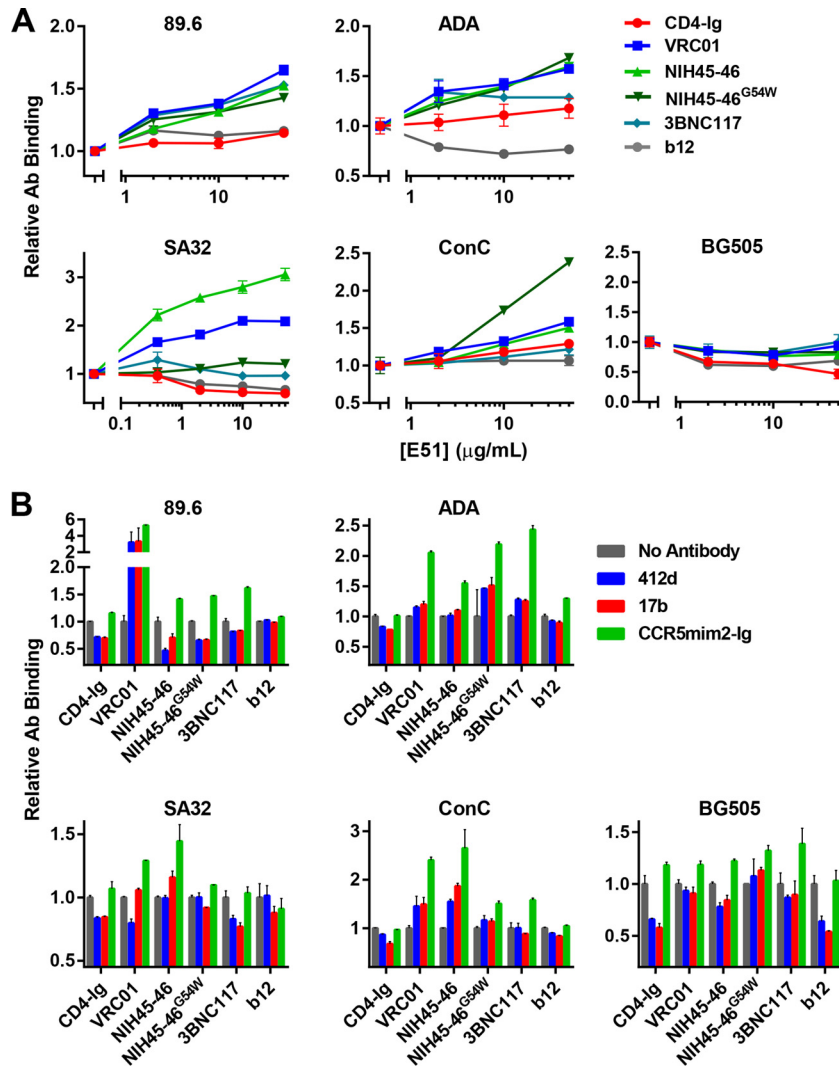 A
89.6
ADA
CD4-Ig
VRC01
NIH45-46
NIH45-46G54W
3BNC117
b12
2.0
1.5
1.0
1
10
2.0
1.5
1.0
0.5
1
10
Relative Ab Binding
SA32
ConC
BG505
3
2
1
0.1
1
10
2.5
2.0
1.5
1.0
0.5
1
10
2.5
2.0
1.5
1.0
0.5
0.0
1
10
[E51] (μg/mL)
B
89.6
ADA
No Antibody
412d
17b
CCR5mim2-Ig
6
4
2
2.0
1.5
1.0
0.5
2.5
2.0
1.5
1.0
0.5
CD4-Ig
VRC01
NIH45-46
NIH45-46G54W
3BNC117
b12
CD4-Ig
VRC01
NIH45-46
NIH45-46G54W
3BNC117
b12
Relative Ab Binding
SA32
ConC
BG505
1.5
1.0
0.5
3
2
1
1.5
1.0
0.5
CD4-Ig
VRC01
NIH45-46
NIH45-46G54W
3BNC117
b12
CD4-Ig
VRC01
NIH45-46
NIH45-46G54W
3BNC117
b12
CD4-Ig
VRC01
NIH45-46
NIH45-46G54W
3BNC117
b12